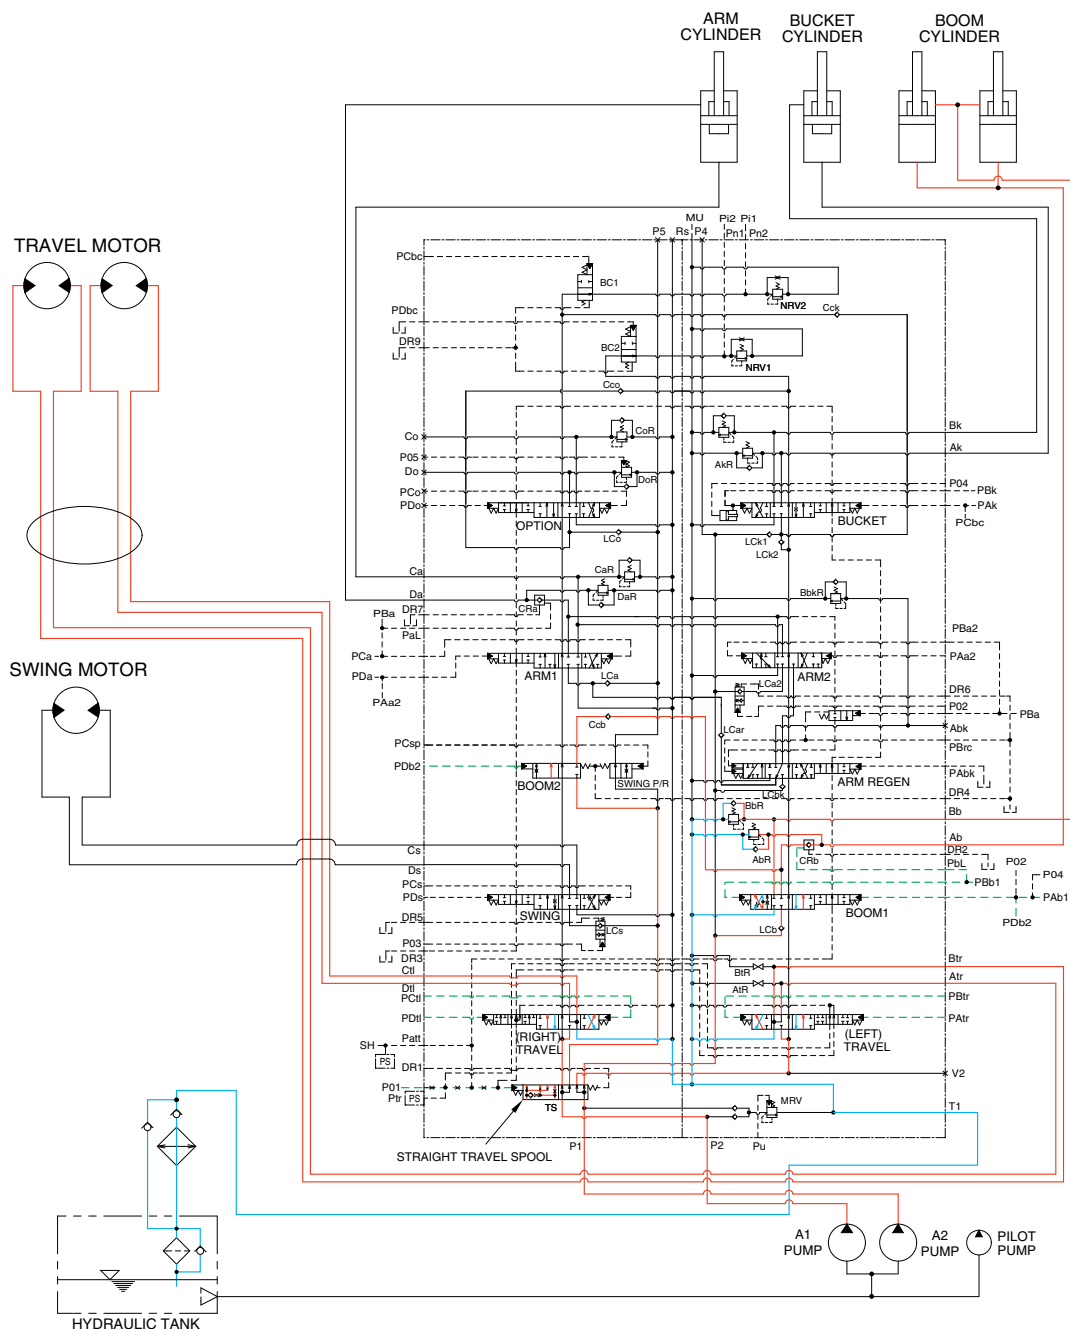 ARM
CYLINDER
BUCKET
CYLINDER
BOOM
CYLINDER
TRAVEL MOTOR
SWING MOTOR
P5
Rs
MU
P4
Pi2
Pi1
Pn1
Pn2
PCbc
BC1
NRV2
Cck
PDbc
DR9
BC2
NRV1
Cco
Co
CoR
P05
Do
DoR
PCo
PDo
OPTION
LCo
Bk
Ak
AkR
P04
PBk
PAk
PCbc
BUCKET
LCk1
LCk2
Ca
CaR
Da
DaR
DR7
CRa
PBa
PaL
PCa
PDa
PAa2
ARM1
LCa
BbkR
PBa2
PAa2
ARM2
LCa2
DR6
P02
PBa
Abk
LCar
Ccb
PCsp
PDb2
BOOM2
SWING P/R
PBrc
PAbk
ARM REGEN
LCbk
DR4
BbR
Bb
AbR
Ab
CRb
DR2
PbL
P02
P04
PBb1
PAb1
PDb2
BOOM1
LCb
Cs
Ds
PCs
PDs
SWING
DR5
LCs
P03
DR3
Ctl
Dtl
PCtl
PDtl
(RIGHT)
TRAVEL
BtR
Btr
AtR
Atr
PBtr
PAtr
(LEFT)
TRAVEL
Patt
SH
PS
DR1
P01
Ptr
PS
TS
V2
MRV
T1
STRAIGHT TRAVEL SPOOL
P1
P2
Pu
A1
PUMP
A2
PUMP
PILOT
PUMP
HYDRAULIC TANK